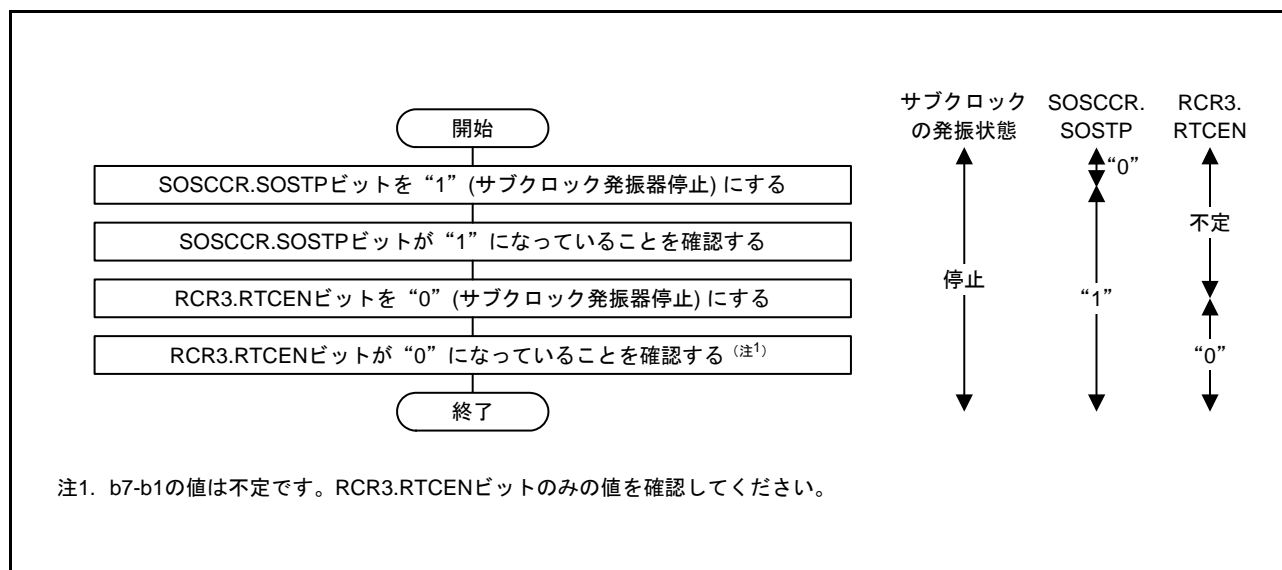 開始
SOSCCR.SOSTPビットを“1”(サブクロック発振器停止) にする
SOSCCR.SOSTPビットが“1”になっていることを確認する
RCR3.RTCENビットを“0”(サブクロック発振器停止) にする
RCR3.RTCENビットが“0”になっていることを確認する (注1)
終了
サブクロック
の発振状態
停止
SOSCCR.
SOSTP
“0”
“1”
RCR3.
RTCEN
不定
“0”
注1. b7-b1の値は不定です。RCR3.RTCENビットのみの値を確認してください。